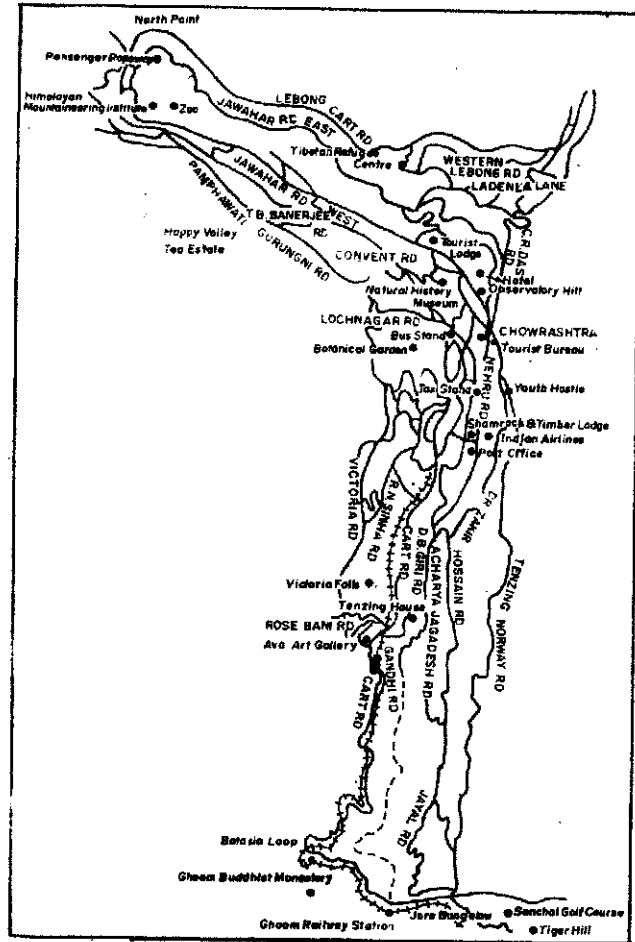 North Point
Passenger Ropeway
Himalayan
Mountaineering Institute
Zoo
LEBONG CART RD
JAWAHAR RD EAST
Tibetan Refugee
Centre
WESTERN
LEBONG RD
LADENLA LANE
JAWAHAR RD WEST
T.B. BANERJEE
RD
PAMPHAWATI GURUNGNI RD
Happy Valley
Tea Estate
CONVENT RD
Tourist
Lodge
C.R. DAS
RD
Hotel
Observatory Hill
Natural History
Museum
LOCHNAGAR RD
Bus Stand
CHOWRASHTRA
Tourist Bureau
Botanical Garden
NEHRU RD
Taxi Stand
Youth Hostle
Shamrock & Timber Lodge
Indian Airlines
Post Office
VICTORIA RD
R.N. SINHA RD
CART RD
D.B. GIRI RD
ACHARYA JAGADESH RD
DR. ZAKIR
HOSSAIN RD
TENZING NORWAY RD
Victoria Falls
Tenzing House
ROSE BANI RD
Ava Art Gallery
GANDHI RD
CART RD
JAYAL RD
Batasia Loop
Ghoom Buddhist Monastery
Ghoom Railway Station
Jore Bungalow
Senchal Golf Course
Tiger Hill